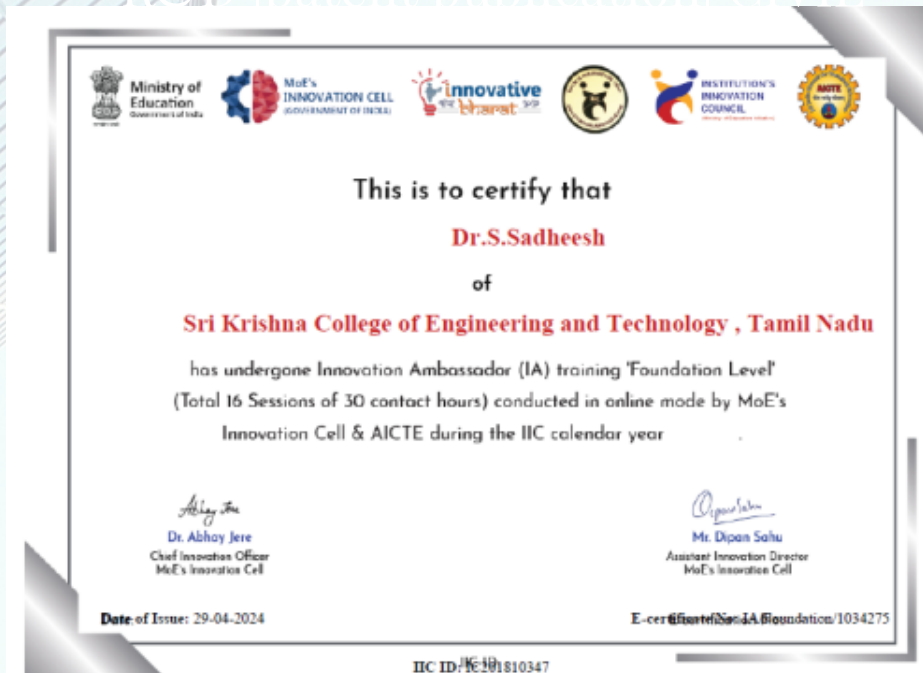 Ministry of
Education
Government of India
MoE's
INNOVATION CELL
(GOVERNMENT OF INDIA)
innovative
bharat
INSTITUTION'S
INNOVATION
COUNCIL
AICTE
This is to certify that
Dr.S.Sadheesh
of
Sri Krishna College of Engineering and Technology , Tamil Nadu
has undergone Innovation Ambassador (IA) training 'Foundation Level'
(Total 16 Sessions of 30 contact hours) conducted in online mode by MoE's
Innovation Cell & AICTE during the IIC calendar year .
Dr. Abhay Jere
Chief Innovation Officer
MoE's Innovation Cell
Mr. Dipan Sahu
Assistant Innovation Director
MoE's Innovation Cell
Date of Issue: 29-04-2024
Foundation/1034275
IIC ID: